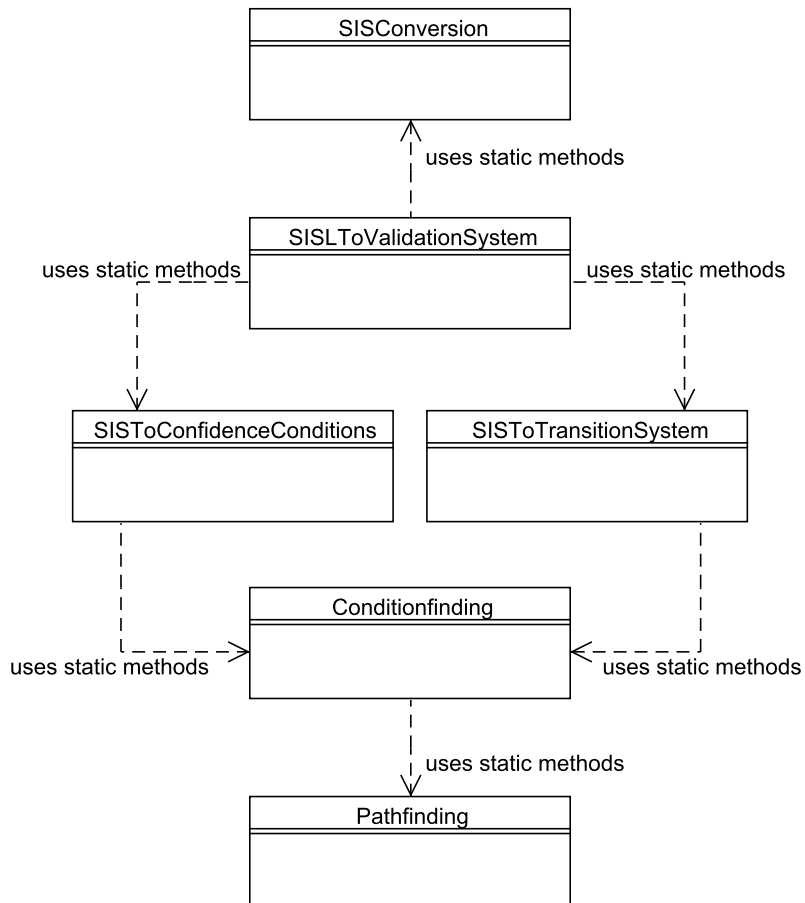 SISConversion
uses static methods
SISLToValidationSystem
uses static methods
uses static methods
SISToConfidenceConditions
SISToTransitionSystem
Conditionfinding
uses static methods
uses static methods
uses static methods
Pathfinding